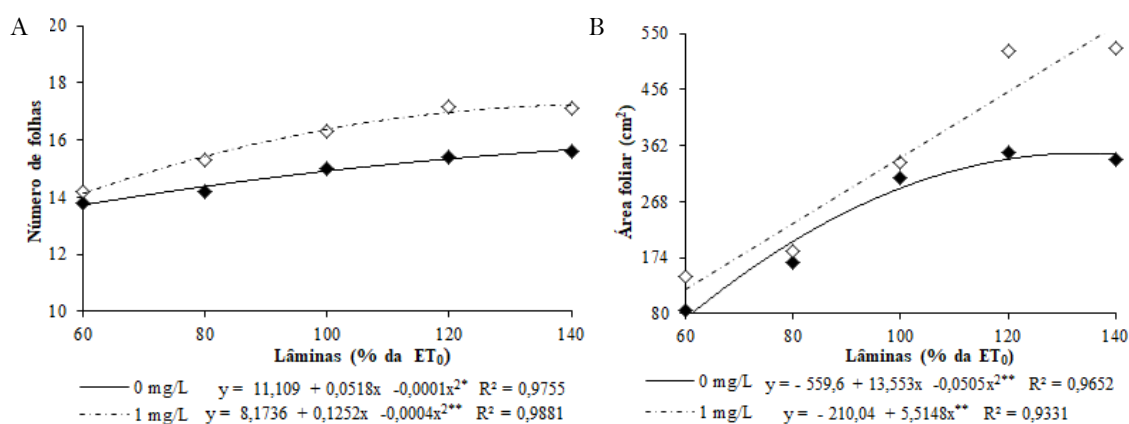 A
Número de folhas
20
18
16
14
12
10
60 80 100 120 140
Lâminas (% da ET₀)
0 mg/L y = 11,109 + 0,0518x -0,0001x²* R² = 0,9755
1 mg/L y = 8,1736 + 0,1252x -0,0004x²** R² = 0,9881
B
Área foliar (cm²)
550
456
362
268
174
80
60 80 100 120 140
Lâminas (% da ET₀)
0 mg/L y = - 559,6 + 13,553x -0,0505x²** R² = 0,9652
1 mg/L y = - 210,04 + 5,5148x** R² = 0,9331